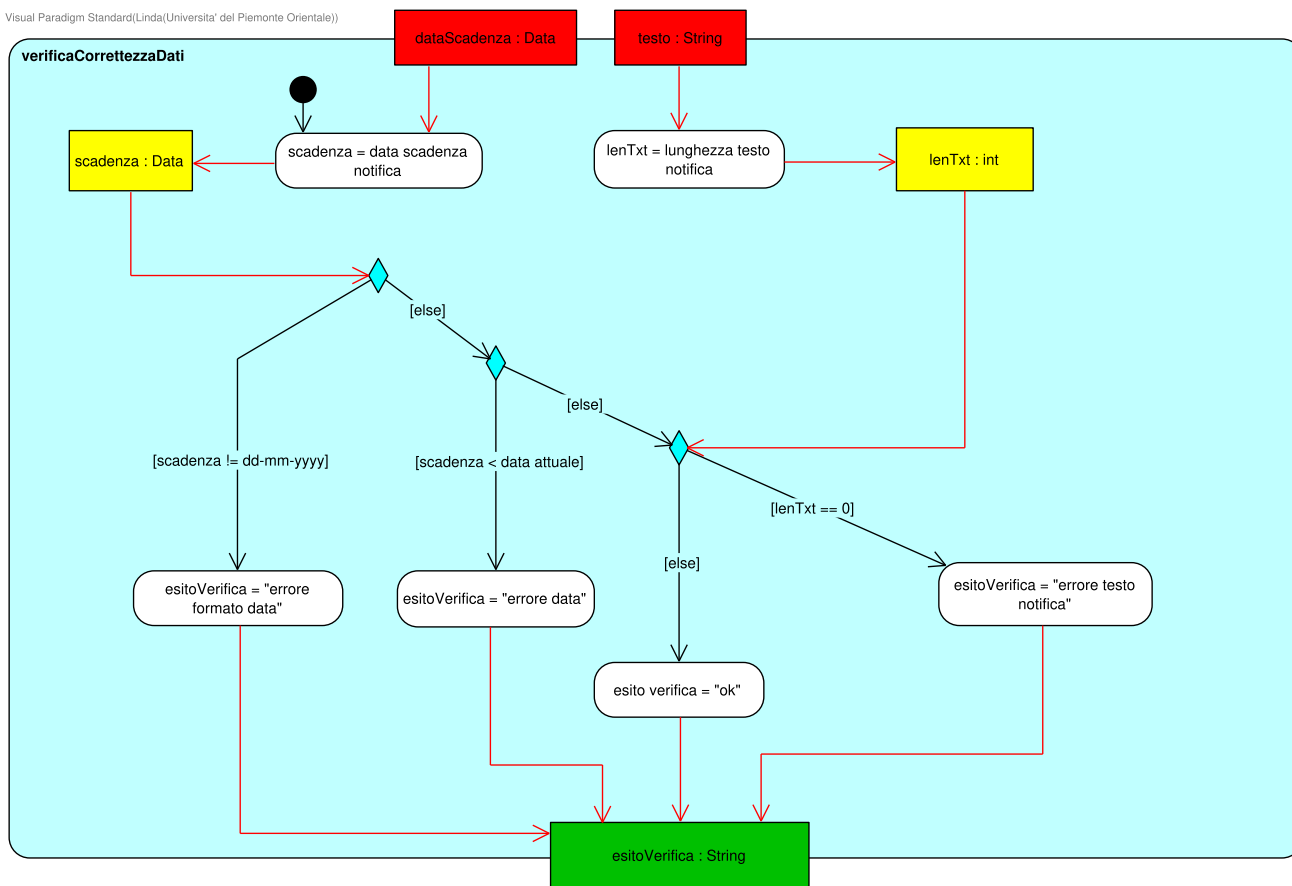 Visual Paradigm Standard(Linda(Universita' del Piemonte Orientale))
dataScadenza : Data
testo : String
verificaCorrettezzaDati
scadenza : Data
scadenza = data scadenza
notifica
lenTxt = lunghezza testo
notifica
lenTxt : int
[else]
[else]
[scadenza != dd-mm-yyyy]
[scadenza < data attuale]
[lenTxt == 0]
[else]
esitoVerifica = "errore
formato data"
esitoVerifica = "errore data"
esitoVerifica = "errore testo
notifica"
esito verifica = "ok"
esitoVerifica : String